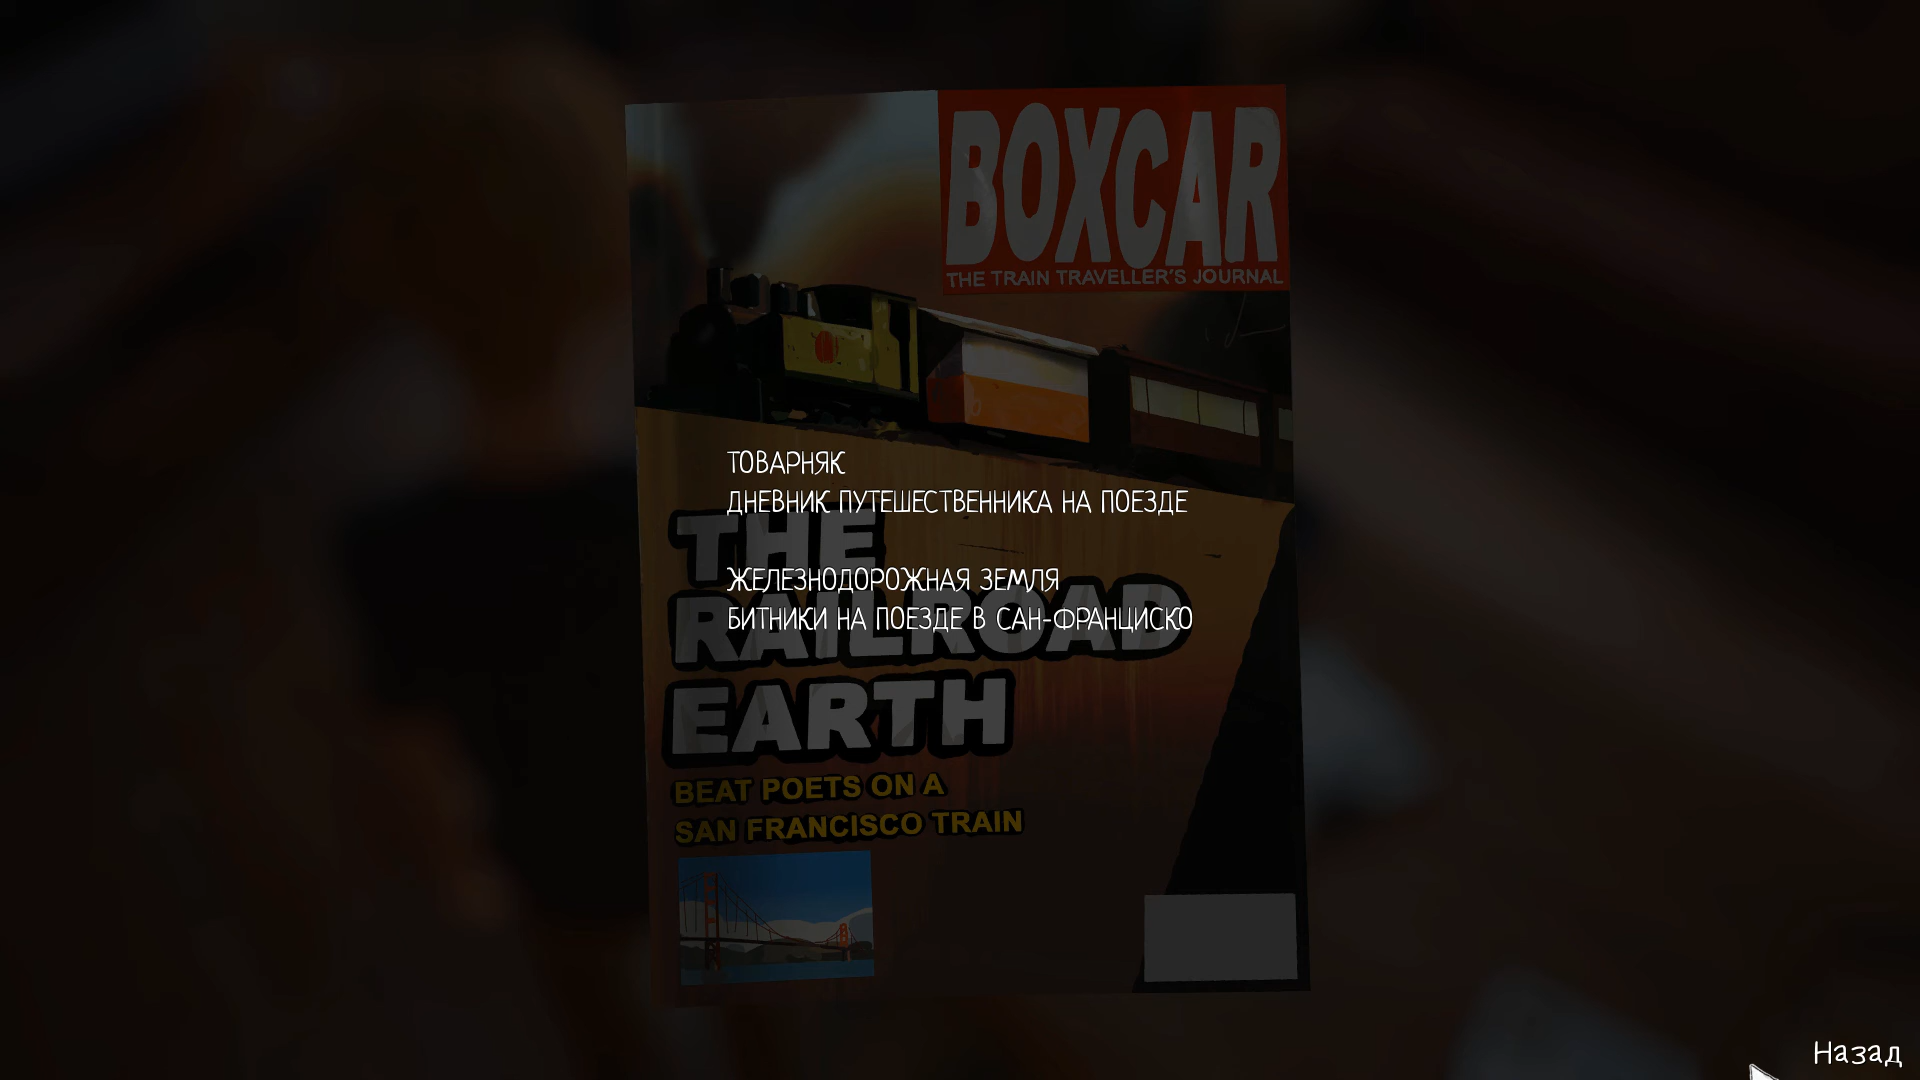 BOXCAR
THE TRAIN TRAVELLER'S JOURNAL
ТОВАРНЯК
ДНЕВНИК ПУТЕШЕСТВЕННИКА НА ПОЕЗДЕ
ЖЕЛЕЗНОДОРОЖНАЯ ЗЕМЛЯ
БИТНИКИ НА ПОЕЗДЕ В САН-ФРАНЦИСКО
THE
RAILROAD
EARTH
BEAT POETS ON A
SAN FRANCISCO TRAIN
Назад